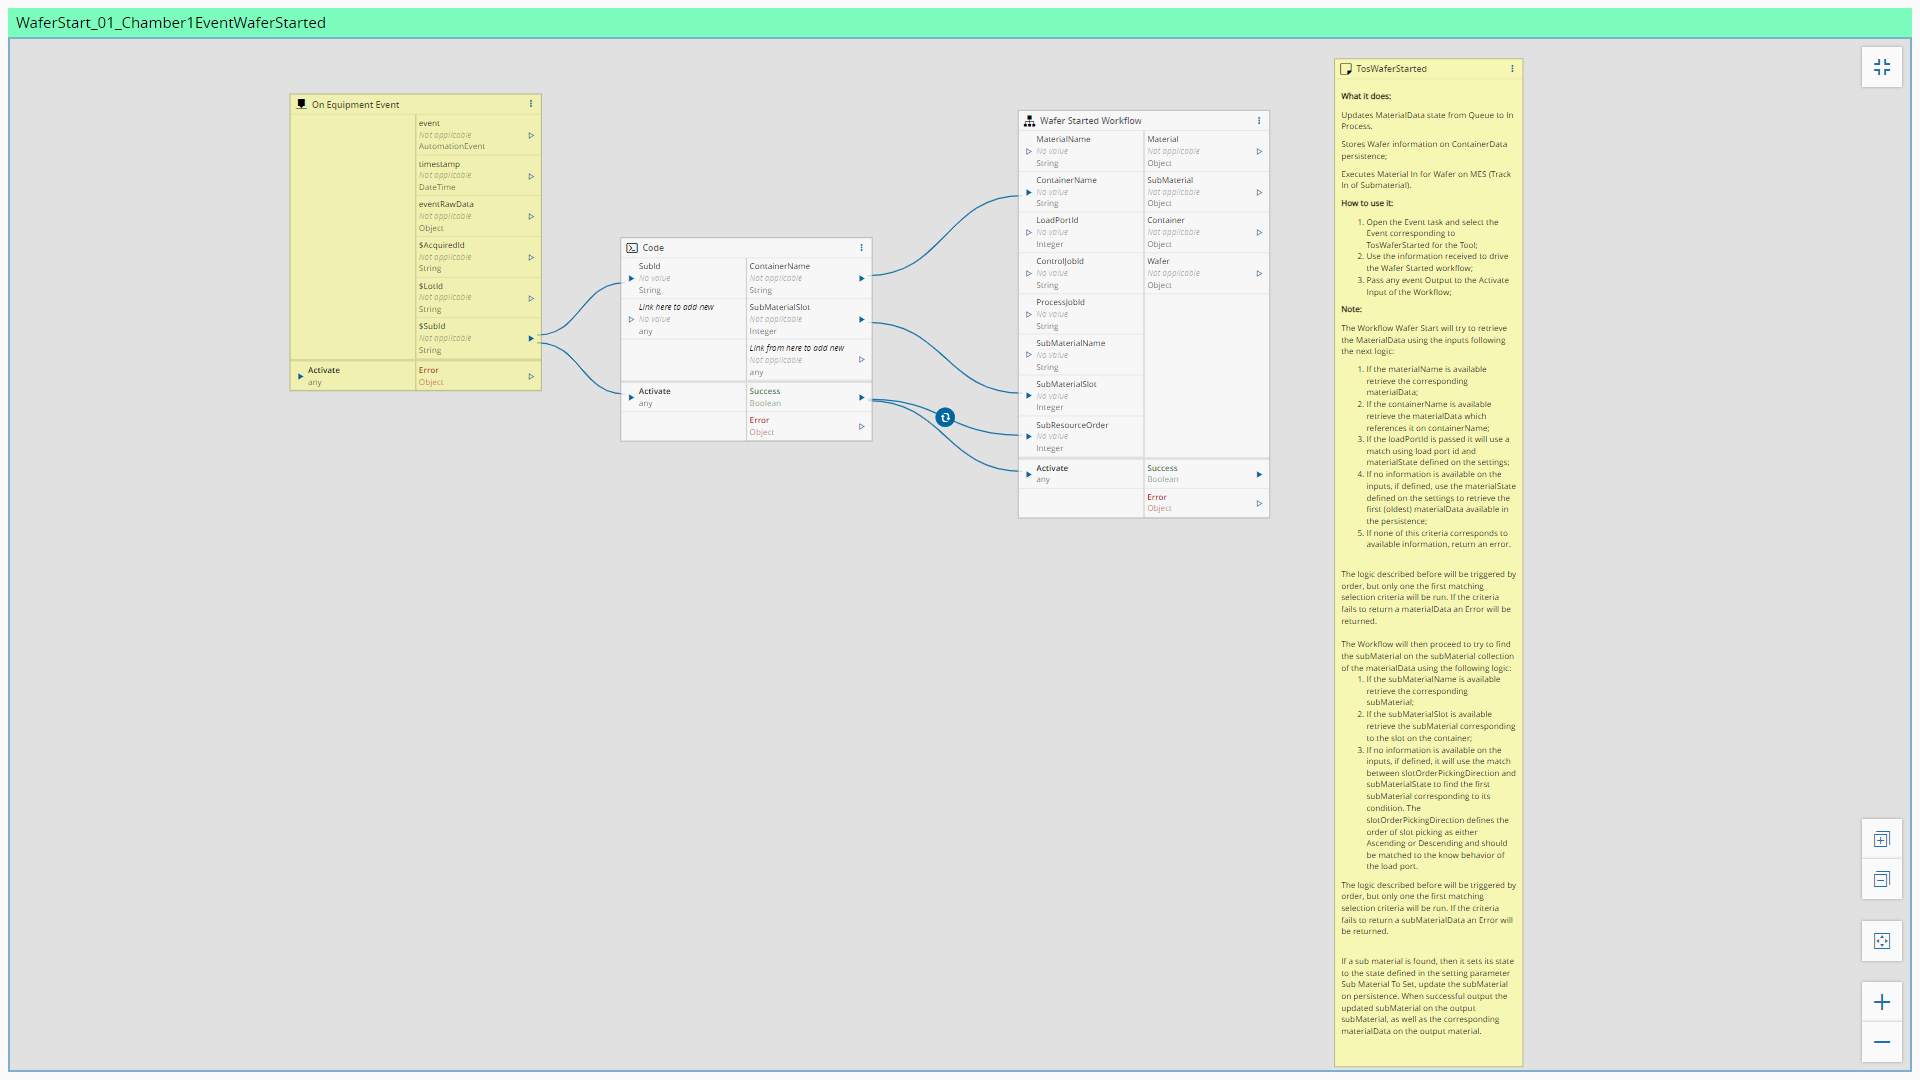 WaferStart_01_Chamber1EventWaferStarted
On Equipment Event
event
Not applicable
AutomationEvent
timestamp
Not applicable
DateTime
eventRawData
Not applicable
Object
$AcquiredId
Not applicable
String
$LotId
Not applicable
String
$SubId
Not applicable
String
Activate
any
Error
Object
Code
SubId
No value
String
Link here to add new
No value
any
ContainerName
Not applicable
String
SubMaterialSlot
Not applicable
Integer
Link from here to add new
Not applicable
any
Activate
any
Success
Boolean
Error
Object
Wafer Started Workflow
MaterialName
No value
String
ContainerName
No value
String
LoadPortId
No value
Integer
ControlJobId
No value
String
ProcessJobId
No value
String
SubMaterialName
No value
String
SubMaterialSlot
No value
Integer
SubResourceOrder
No value
Integer
Material
Not applicable
Object
SubMaterial
Not applicable
Object
Container
Not applicable
Object
Wafer
Not applicable
Object
Activate
any
Success
Boolean
Error
Object
TosWaferStarted
What it does:
Updates MaterialData state from Queue to In
Process.
Stores Wafer information on ContainerData
persistence;
Executes Material In for Wafer on MES (Track
In of Submaterial).
How to use it:
1. Open the Event task and select the
Event corresponding to
TosWaferStarted for the Tool;
2. Use the information received to drive
the Wafer Started workflow;
3. Pass any event Output to the Activate
Input of the Workflow;
Note:
The Workflow Wafer Start will try to retrieve
the MaterialData using the inputs following
the next logic:
1. If the materialName is available
retrieve the corresponding
materialData;
2. If the containerName is available
retrieve the materialData which
references it on containerName;
3. If the loadPortId is passed it will use a
match using load port id and
materialState defined on the settings;
4. If no information is available on the
inputs, if defined, use the materialState
defined on the settings to retrieve the
first (oldest) materialData available in
the persistence;
5. If none of this criteria corresponds to
available information, return an error.
The logic described before will be triggered by
order, but only one the first matching
selection criteria will be run. If the criteria
fails to return a materialData an Error will be
returned.
The Workflow will then proceed to try to find
the subMaterial on the subMaterial collection
of the materialData using the following logic:
1. If the subMaterialName is available
retrieve the corresponding
subMaterial;
2. If the subMaterialSlot is available
retrieve the subMaterial corresponding
to the slot on the container;
3. If no information is available on the
inputs, if defined, it will use the match
between slotOrderPickingDirection and
subMaterialState to find the first
subMaterial corresponding to its
condition. The
slotOrderPickingDirection defines the
order of slot picking as either
Ascending or Descending and should
be matched to the know behavior of
the load port.
The logic described before will be triggered by
order, but only one the first matching
selection criteria will be run. If the criteria
fails to return a subMaterialData an Error will
be returned.
If a sub material is found, then it sets its state
to the state defined in the setting parameter
Sub Material To Set, update the subMaterial
on persistence. When successful output the
updated subMaterial on the output
subMaterial, as well as the corresponding
materialData on the output material.